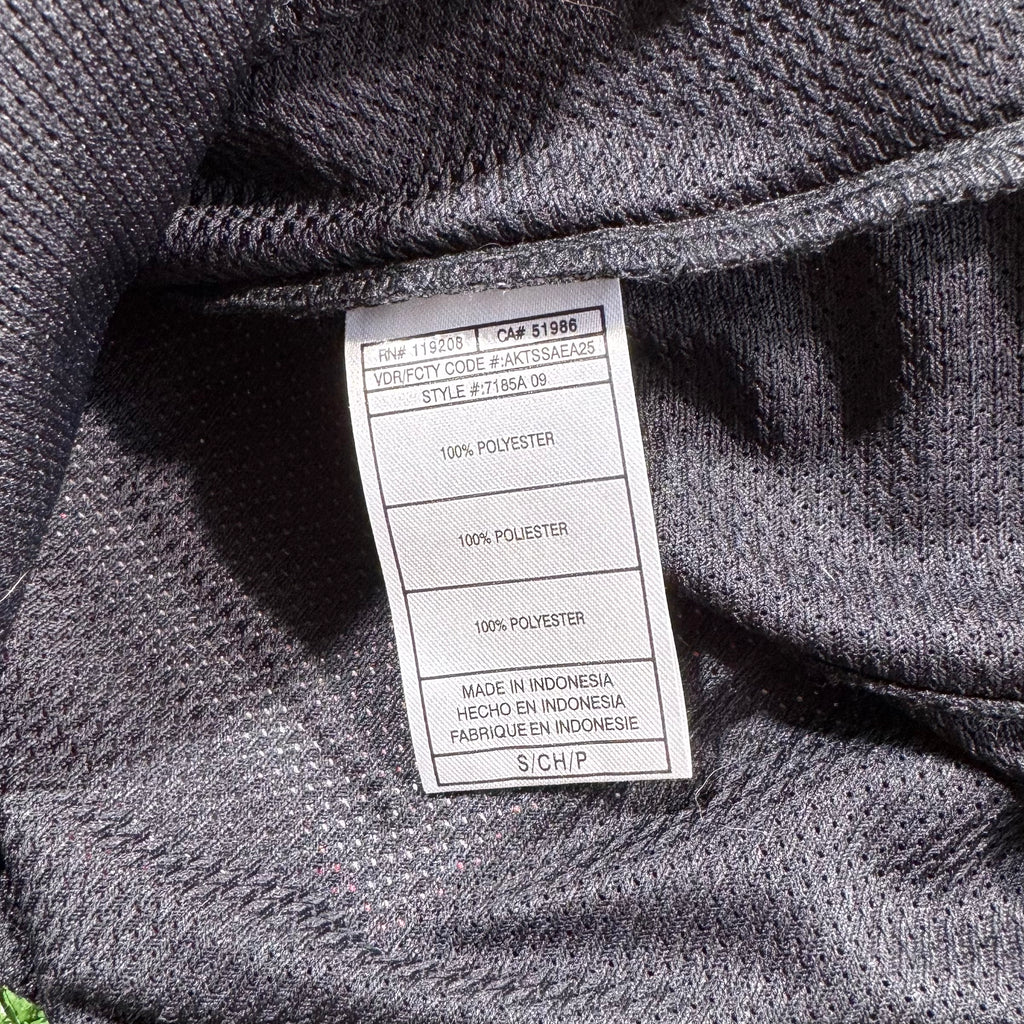 RN# 119208 CA# 51986
VDR/FCTY CODE #:AKTSSAEA25
STYLE #:7185A 09
100% POLYESTER
100% POLIESTER
100% POLYESTER
MADE IN INDONESIA
HECHO EN INDONESIA
FABRIQUE EN INDONESIE
S/CH/P